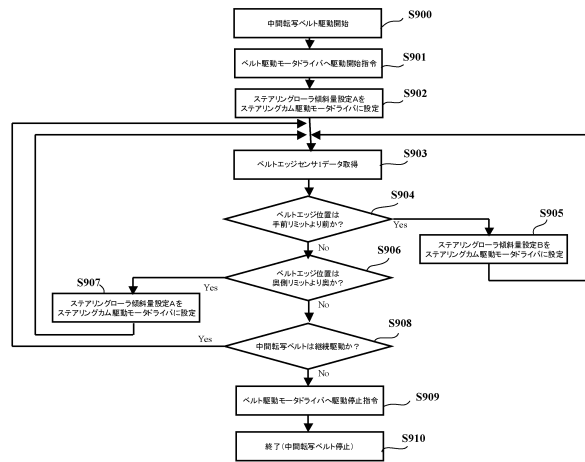 中間転写ベルト駆動開始
S900
ベルト駆動モータドライバへ駆動開始指令
S901
ステアリングローラ傾斜量設定Aを
ステアリングカム駆動モータドライバに設定
S902
ベルトエッジセンサ1データ取得
S903
ベルトエッジ位置は
手前リミットより前か？
S904
Yes
No
ステアリングローラ傾斜量設定Bを
ステアリングカム駆動モータドライバに設定
S905
ベルトエッジ位置は
奥側リミットより奥か？
S906
Yes
No
S907
ステアリングローラ傾斜量設定Aを
ステアリングカム駆動モータドライバに設定
中間転写ベルトは継続駆動か？
S908
Yes
No
ベルト駆動モータドライバへ駆動停止指令
S909
終了(中間転写ベルト停止)
S910